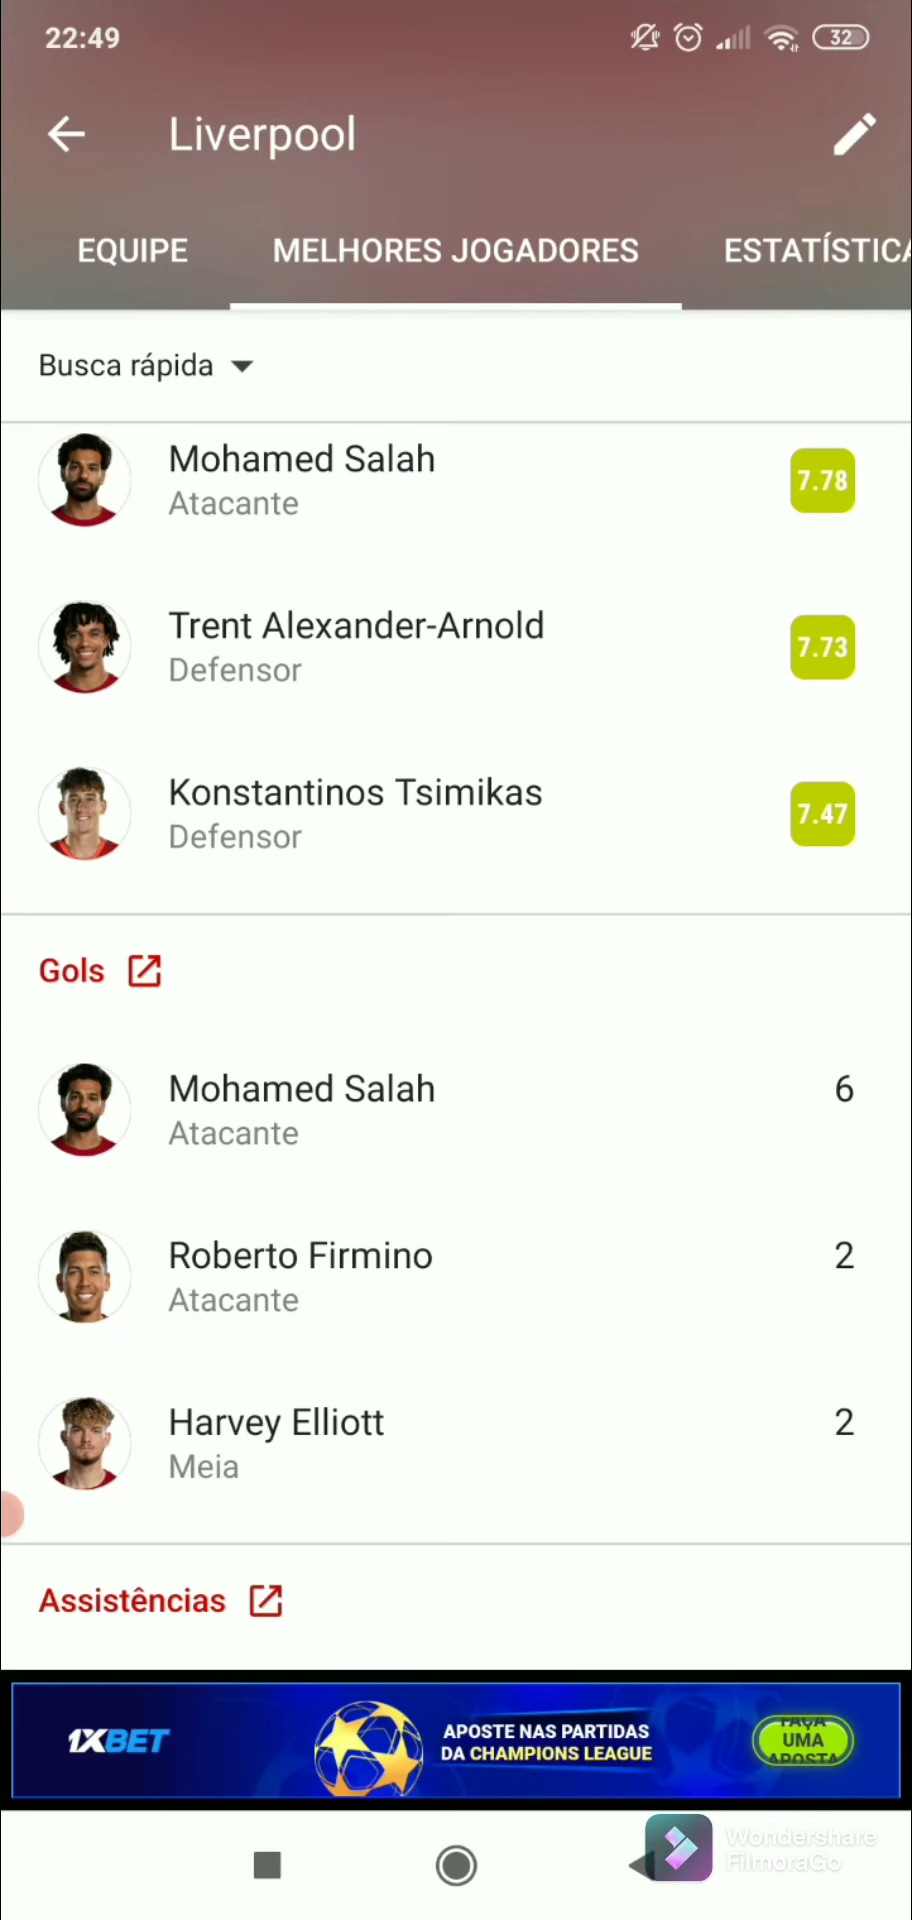 22:49
32
Liverpool
EQUIPE MELHORES JOGADORES ESTATÍSTICA
Busca rápida
Mohamed Salah
Atacante
7.78
Trent Alexander-Arnold
Defensor
7.73
Konstantinos Tsimikas
Defensor
7.47
Gols
Mohamed Salah
Atacante
6
Roberto Firmino
Atacante
2
Harvey Elliott
Meia
2
Assistências
1XBET
APOSTE NAS PARTIDAS
DA CHAMPIONS LEAGUE
FAÇA
UMA
APOSTA
Wondershare
FilmoraGo